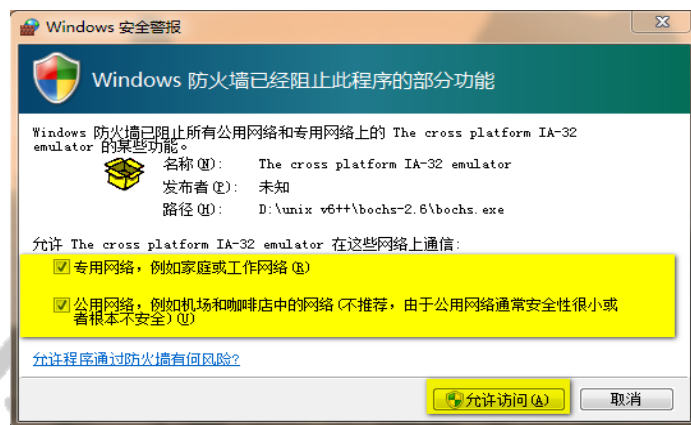 Windows 安全警报
Windows 防火墙已经阻止此程序的部分功能
Windows 防火墙已阻止所有公用网络和专用网络上的 The cross platform IA-32
emulator 的某些功能。
名称(N): The cross platform IA-32 emulator
发布者(P): 未知
路径(H): D:\unix v6++\bochs-2.6\bochs.exe
允许 The cross platform IA-32 emulator 在这些网络上通信:
专用网络，例如家庭或工作网络(R)
公用网络，例如机场和咖啡店中的网络(不推荐，由于公用网络通常安全性很小或
者根本不安全)(U)
允许程序通过防火墙有何风险?
允许访问(A) 取消